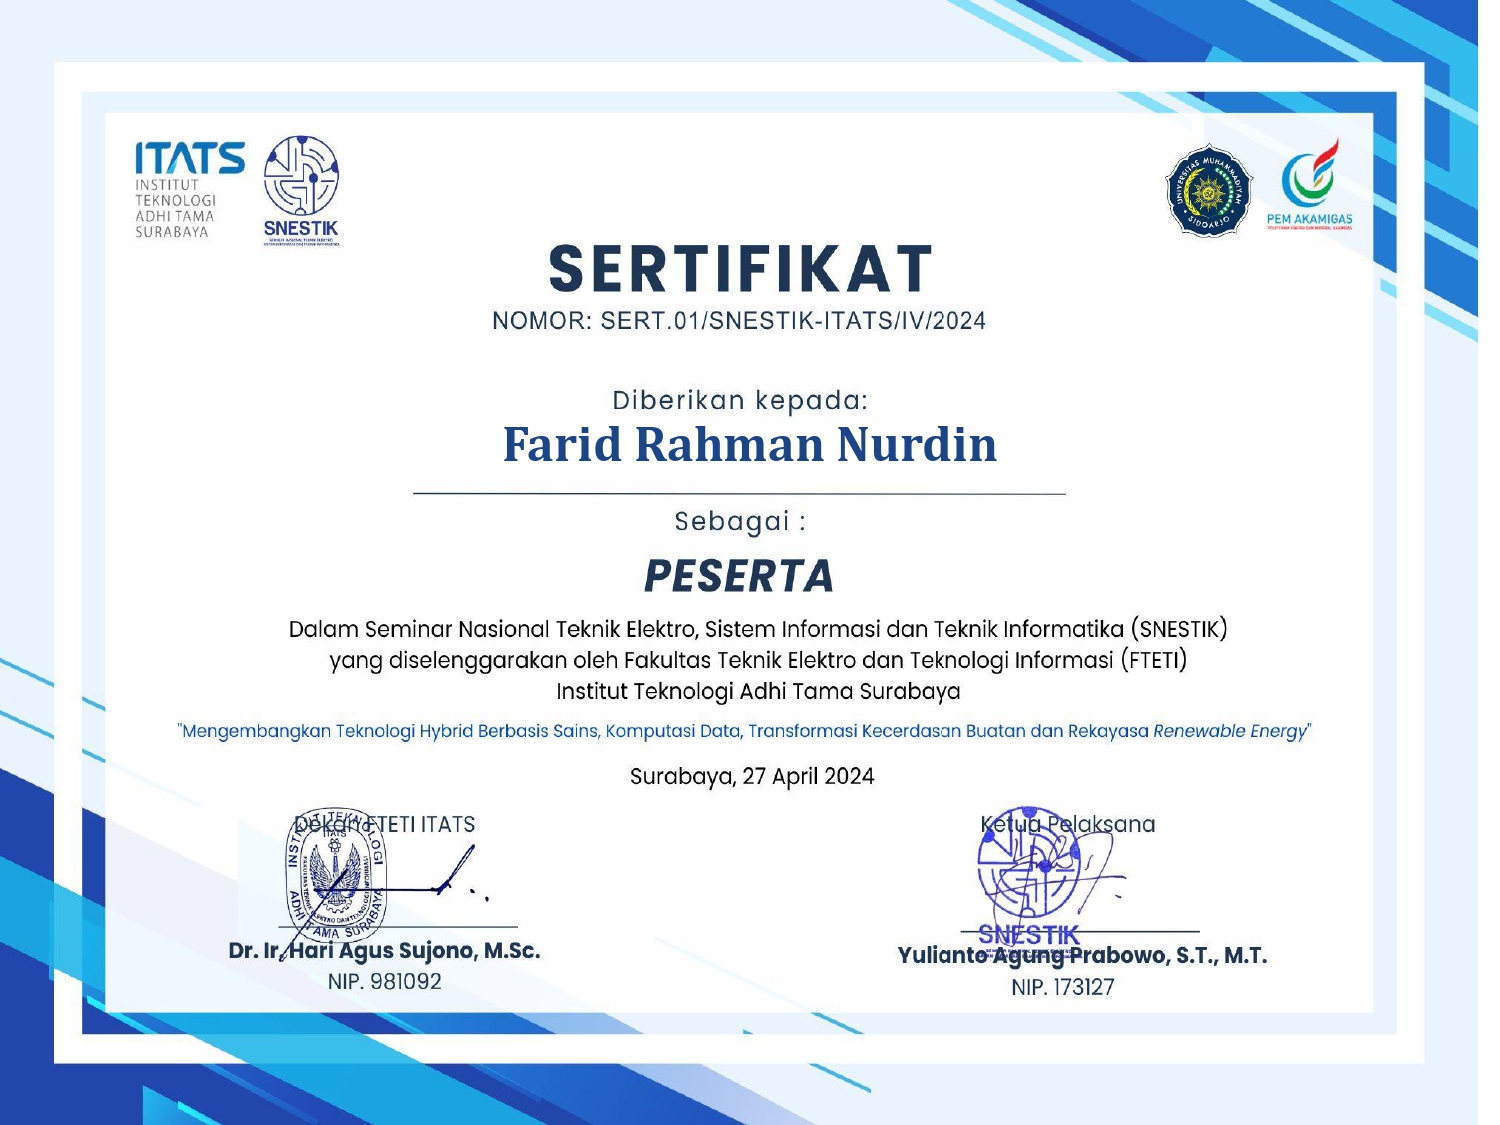 ITATS
INSTITUT
TEKNOLOGI
ADHI TAMA
SURABAYA
SNESTIK
UNIVERSITAS MUHAMMADIYAH
SIDOARJO
PEM AKAMIGAS
SERTIFIKAT
NOMOR: SERT.01/SNESTIK-ITATS/IV/2024
Diberikan kepada:
Farid Rahman Nurdin
Sebagai :
PESERTA
Dalam Seminar Nasional Teknik Elektro, Sistem Informasi dan Teknik Informatika (SNESTIK)
yang diselenggarakan oleh Fakultas Teknik Elektro dan Teknologi Informasi (FTETI)
Institut Teknologi Adhi Tama Surabaya
"Mengembangkan Teknologi Hybrid Berbasis Sains, Komputasi Data, Transformasi Kecerdasan Buatan dan Rekayasa Renewable Energy"
Surabaya, 27 April 2024
Dekan FTETI ITATS
INSTITUT TEKNOLOGI
ITATS
ADHI TAMA SURABAYA
Dr. Ir. Hari Agus Sujono, M.Sc.
NIP. 981092
Ketua Pelaksana
SNESTIK
Yulianto Agung Prabowo, S.T., M.T.
NIP. 173127